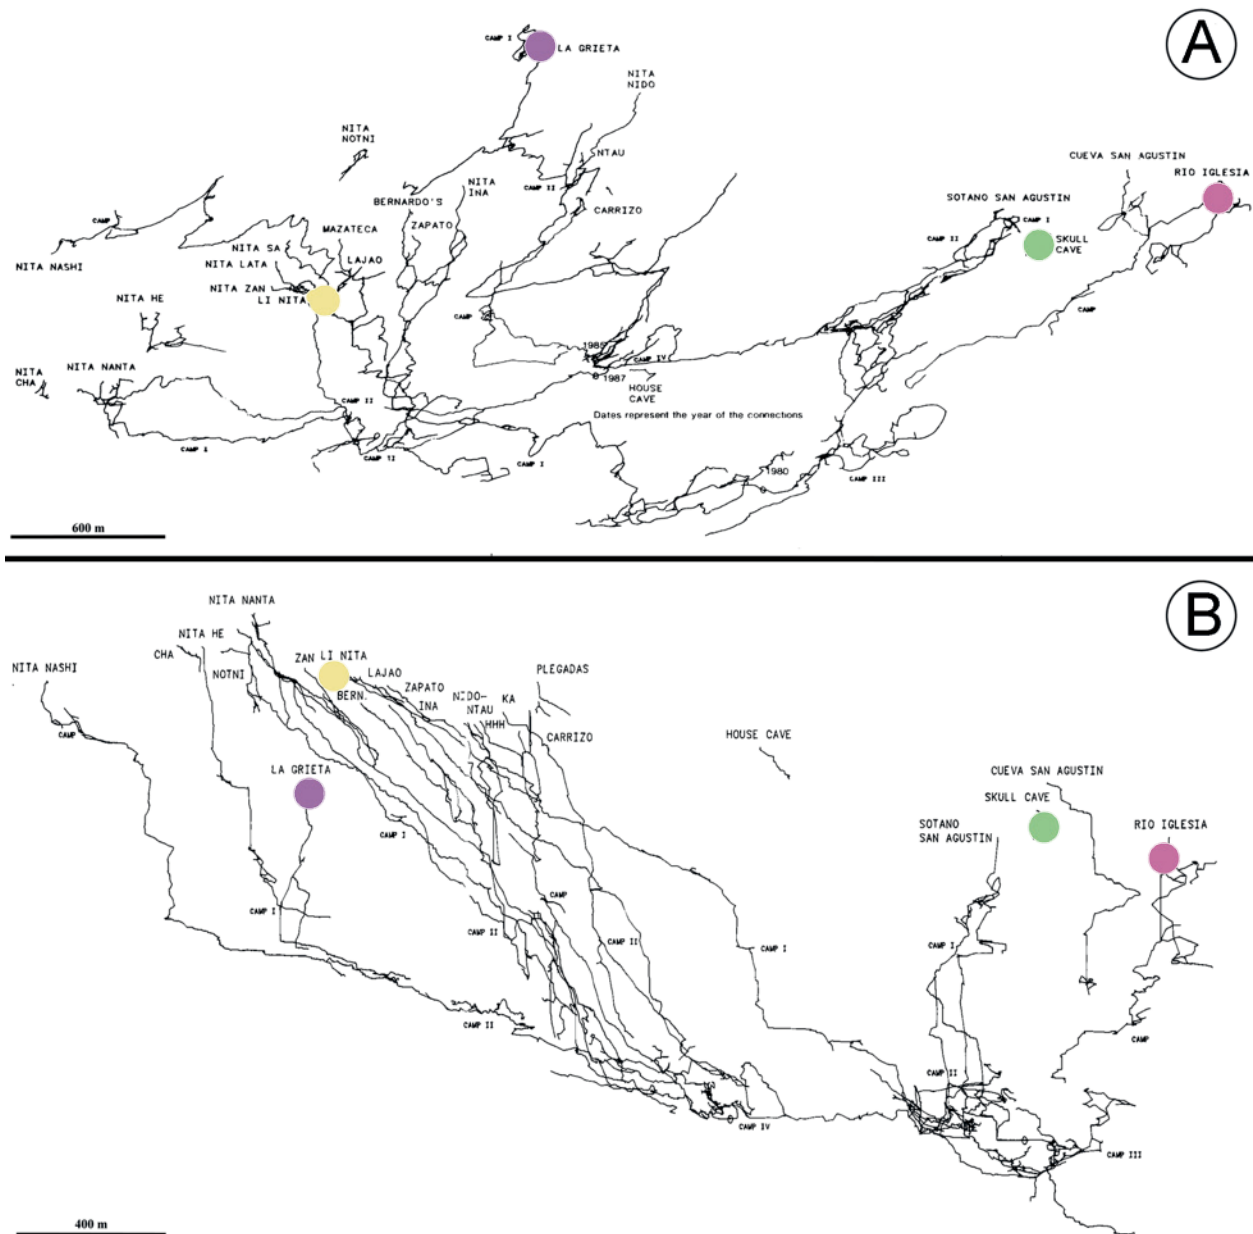 A
CAMP I
LA GRIETA
NITA
NIDO
NITA
NOTNI
NTAU
CUEVA SAN AGUSTIN
RIO IGLESIA
CAMP II
NITA
INA
BERNARD'S
CARRIZO
SOTANO SAN AGUSTIN
CAMP I
CAMP
MAZATECA
ZAPATO
NITA SA
CAMP II
SKULL
CAVE
NITA NASHI
NITA LATA
LAJAO
NITA ZAN
LI NITA
NITA HE
CAMP
CAMP
1985
CAMP IV
NITA
CHA
NITA NANTA
1987
HOUSE
CAVE
CAMP II
Dates represent the year of the connections
CAMP I
CAMP II
CAMP I
1980
CAMP III
600 m
B
NITA NANTA
NITA HE
CHA
NITA NASHI
NOTNI
ZAN
LI NITA
LAJAO
PLEGADAS
BERN.
ZAPATO
INA
NIDO-
NTAU
HHH
KA
CARRIZO
CAMP
HOUSE CAVE
LA GRIETA
CUEVA SAN AGUSTIN
SKULL CAVE
SOTANO
SAN AGUSTIN
RIO IGLESIA
CAMP I
CAMP
CAMP I
CAMP II
CAMP II
CAMP I
CAMP I
CAMP II
CAMP
CAMP II
CAMP IV
CAMP III
400 m